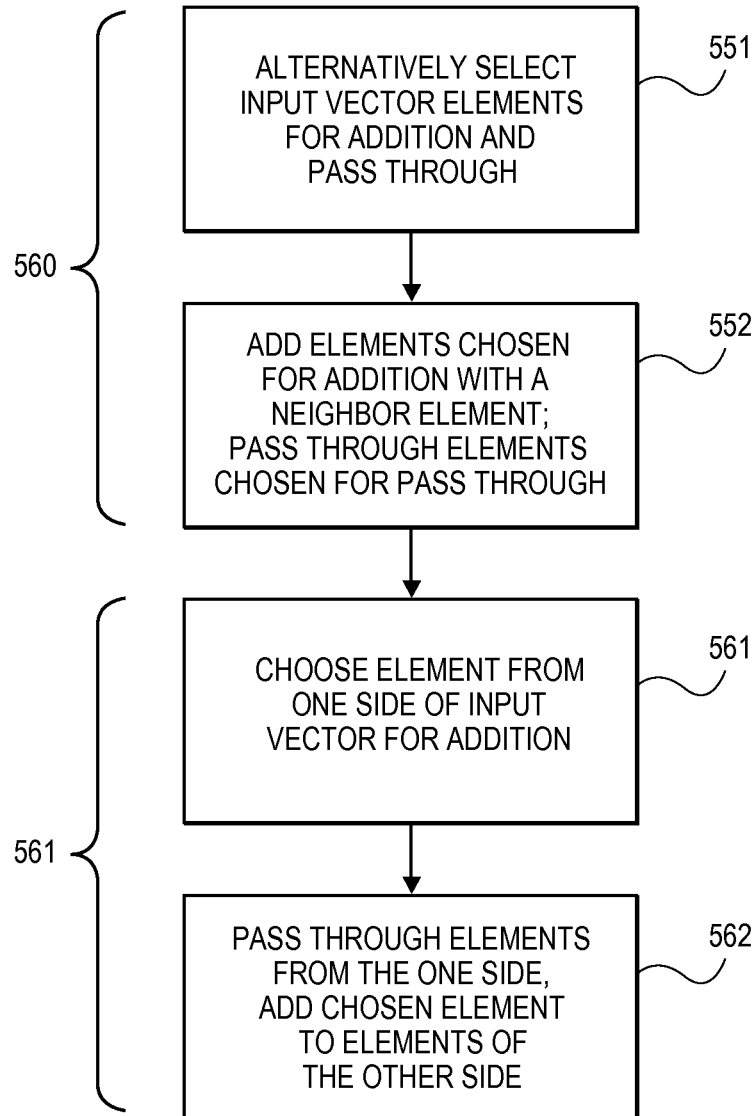 ALTERNATIVELY SELECT
INPUT VECTOR ELEMENTS
FOR ADDITION AND
PASS THROUGH
551
560
ADD ELEMENTS CHOSEN
FOR ADDITION WITH A
NEIGHBOR ELEMENT;
PASS THROUGH ELEMENTS
CHOSEN FOR PASS THROUGH
552
CHOOSE ELEMENT FROM
ONE SIDE OF INPUT
VECTOR FOR ADDITION
561
561
PASS THROUGH ELEMENTS
FROM THE ONE SIDE,
ADD CHOSEN ELEMENT
TO ELEMENTS OF
THE OTHER SIDE
562